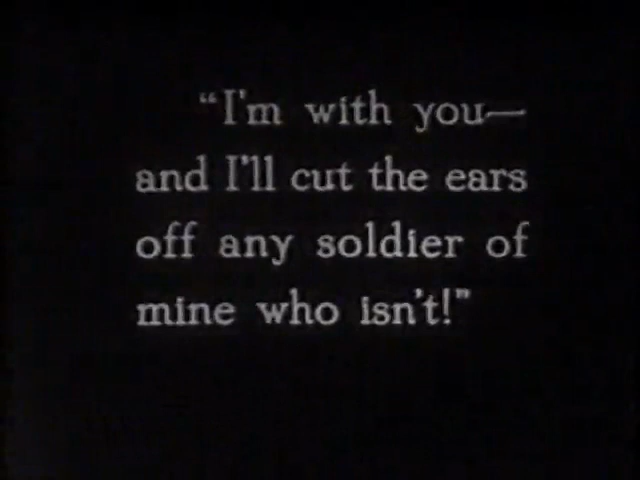 “I'm with you—
and I'll cut the ears
off any soldier of
mine who isn't!”